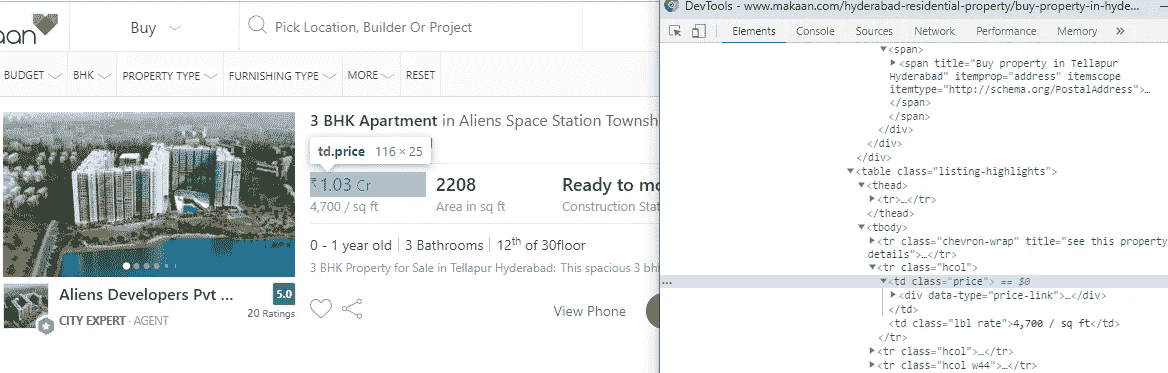 aan
Buy
Pick Location, Builder Or Project
BUDGET
BHK
PROPERTY TYPE
FURNISHING TYPE
MORE
RESET
3 BHK Apartment in Aliens Space Station Townsh
td.price 116 × 25
₹ 1.03 Cr
2208
Ready to mo
4,700 / sq ft
Area in sq ft
Construction Stat
0 - 1 year old
3 Bathrooms
12th of 30floor
3 BHK Property for Sale in Tellapur Hyderabad: This spacious 3 bh
Aliens Developers Pvt ...
5.0
20 Ratings
CITY EXPERT · AGENT
View Phone
DevTools - www.makaan.com/hyderabad-residential-property/buy-property-in-hyde...
Elements
Console
Sources
Network
Performance
Memory
»
▼<span>
▶<span title="Buy property in Tellapur
Hyderabad" itemprop="address" itemscope
itemtype="http://schema.org/PostalAddress">…
</span>
</span>
</div>
</div>
</div>
▼<table class="listing-highlights">
▼<thead>
▶<tr>…</tr>
</thead>
▼<tbody>
▶<tr class="chevron-wrap" title="see this property
details">…</tr>
▼<tr class="hcol">
… ▼<td class="price"> == $0
▶<div data-type="price-link">…</div>
</td>
<td class="lbl rate">4,700 / sq ft</td>
</tr>
▶<tr class="hcol">…</tr>
▶<tr class="hcol w44">…</tr>